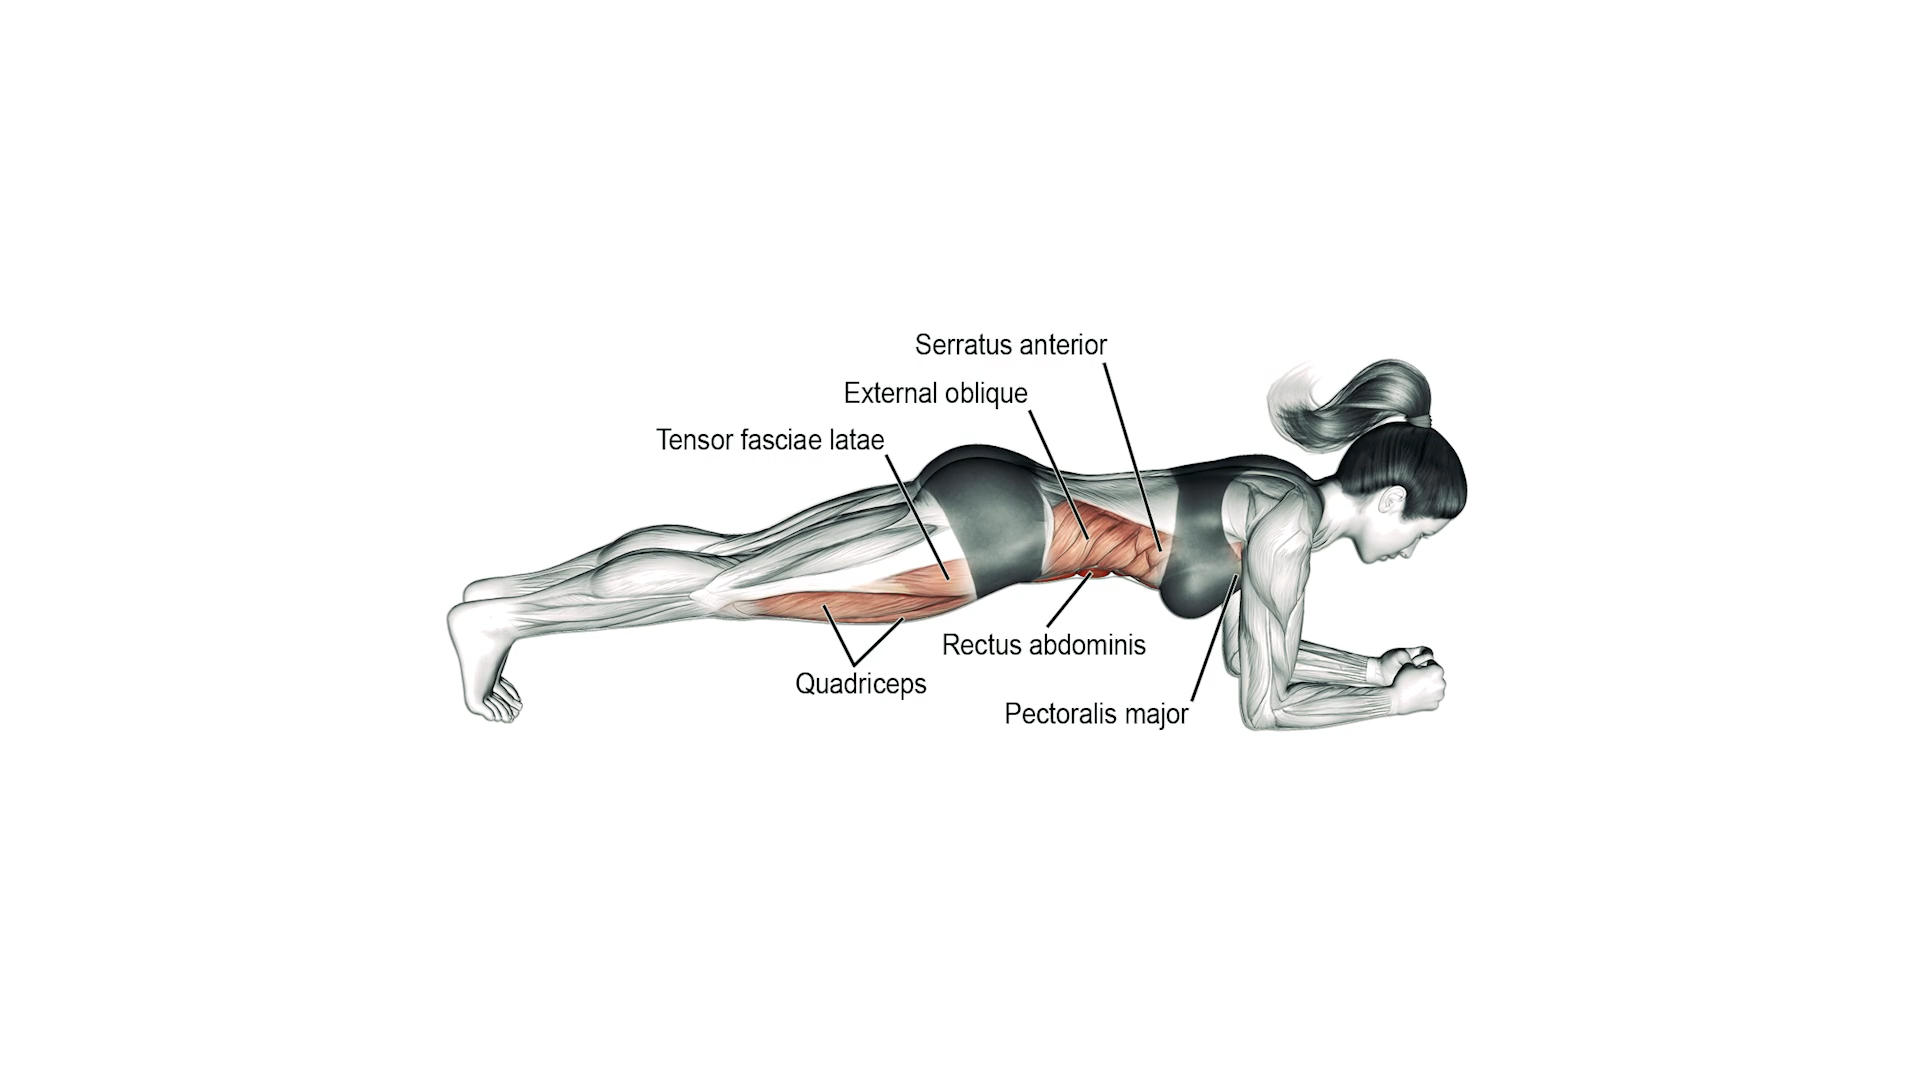 Serratus anterior
External oblique
Tensor fasciae latae
Rectus abdominis
Quadriceps
Pectoralis major